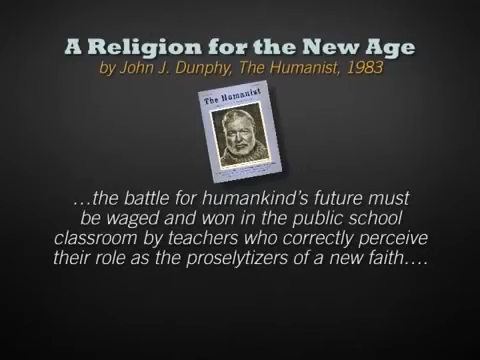 A Religion for the New Age
by John J. Dunphy, The Humanist, 1983
The Humanist
…the battle for humankind's future must
be waged and won in the public school
classroom by teachers who correctly perceive
their role as the proselytizers of a new faith….